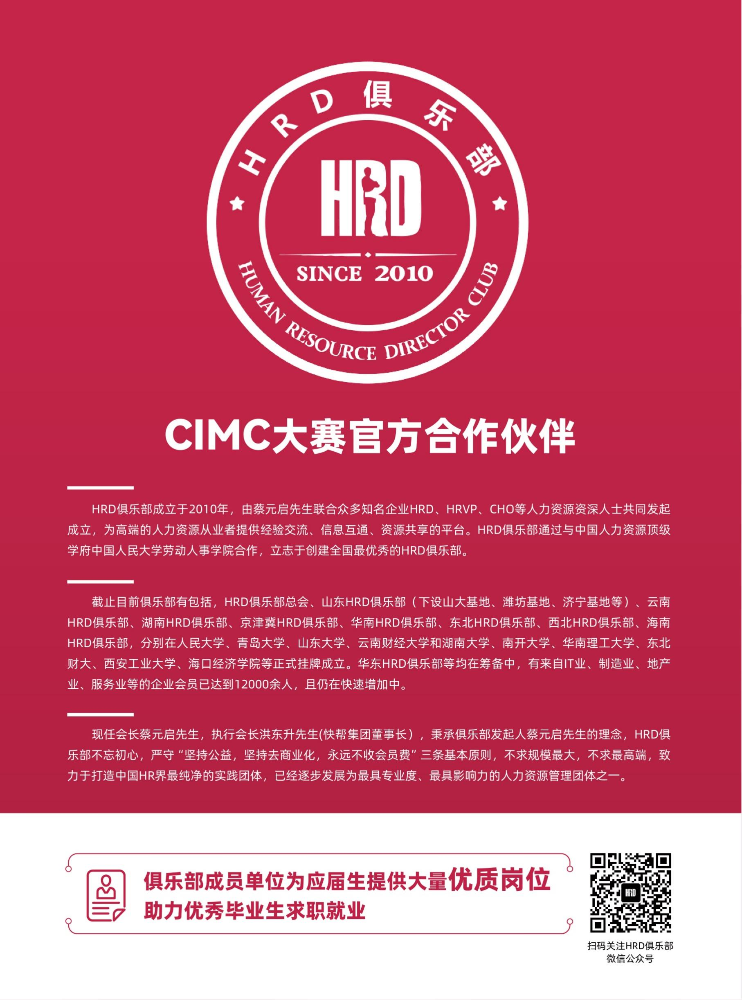 HRD俱乐部
HRD
SINCE 2010
HUMAN RESOURCE DIRECTOR CLUB
CIMC大赛官方合作伙伴
HRD俱乐部成立于2010年，由蔡元启先生联合众多知名企业HRD、HRVP、CHO等人力资源资深人士共同发起
成立，为高端的人力资源从业者提供经验交流、信息互通、资源共享的平台。HRD俱乐部通过与中国人力资源顶级
学府中国人民大学劳动人事学院合作，立志于创建全国最优秀的HRD俱乐部。
截止目前俱乐部有包括，HRD俱乐部总会、山东HRD俱乐部（下设山大基地、潍坊基地、济宁基地等）、云南
HRD俱乐部、湖南HRD俱乐部、京津冀HRD俱乐部、华南HRD俱乐部、东北HRD俱乐部、西北HRD俱乐部、海南
HRD俱乐部，分别在人民大学、青岛大学、山东大学、云南财经大学和湖南大学、南开大学、华南理工大学、东北
财大、西安工业大学、海口经济学院等正式挂牌成立。华东HRD俱乐部等均在筹备中，有来自IT业、制造业、地产
业、服务业等的企业会员已达到12000余人，且仍在快速增加中。
现任会长蔡元启先生，执行会长洪东升先生(快帮集团董事长），秉承俱乐部发起人蔡元启先生的理念，HRD俱
乐部不忘初心，严守“坚持公益，坚持去商业化，永远不收会员费”三条基本原则，不求规模最大，不求最高端，致
力于打造中国HR界最纯净的实践团体，已经逐步发展为最具专业度、最具影响力的人力资源管理团体之一。
俱乐部成员单位为应届生提供大量优质岗位
助力优秀毕业生求职就业
HRD
扫码关注HRD俱乐部
微信公众号